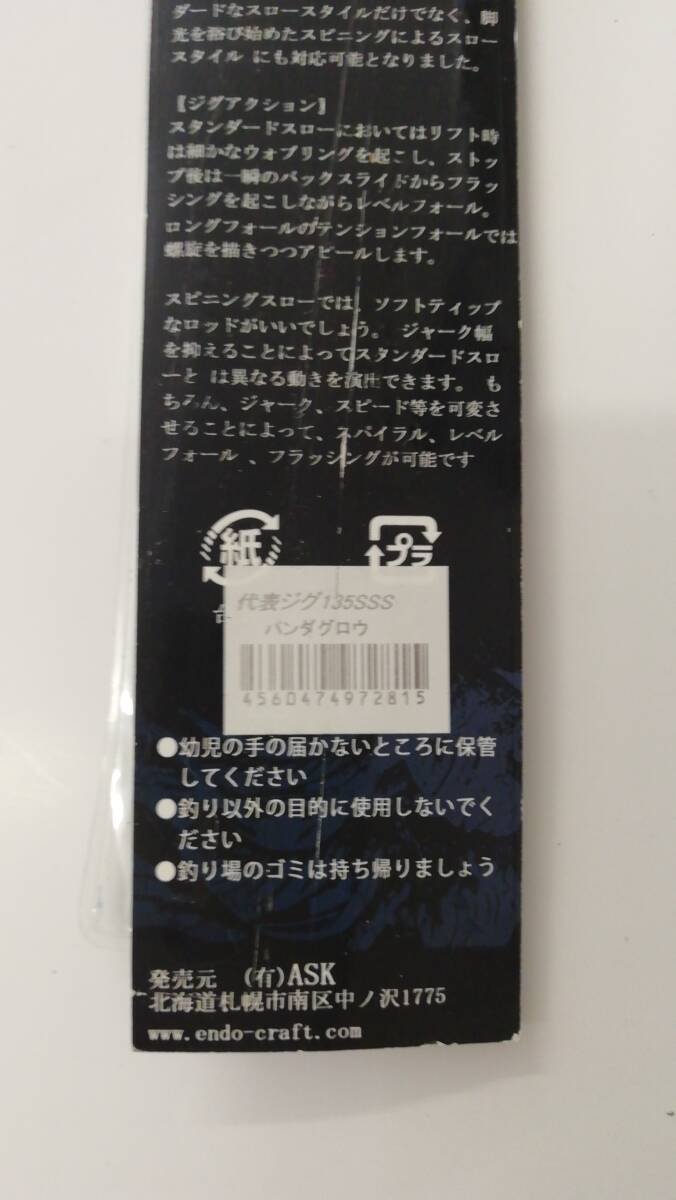 ダードなスロースタイルだけでなく、脚
光を浴び始めたスピニングによるスロー
スタイル にも対応可能となりました。
【ジグアクション】
スタンダードスローにおいてはリフト時
は細かなウォブリングを起こし、ストッ
プ後は一瞬のバックスライドからフラッ
シングを起こしながらレベルフォール。
ロングフォールのテンションフォールでは
螺旋を描きつつアピールします。
スピニングスローでは、ソフトティップ
なロッドがいいでしょう。 ジャーク幅
を抑えることによってスタンダードスロ
ーと は異なる動きを演出できます。 も
ちろん、ジャーク、スピード等を可変さ
せることによって、スパイラル、レベル
フォール 、フラッシングが可能です
紙
プラ
代表ジグ135SSS
パンダグロウ
4560474972815
●幼児の手の届かないところに保管
してください
●釣り以外の目的に使用しないでく
ださい
●釣り場のゴミは持ち帰りましょう
発売元 (有)ASK
北海道札幌市南区中ノ沢1775
www.endo-craft.com